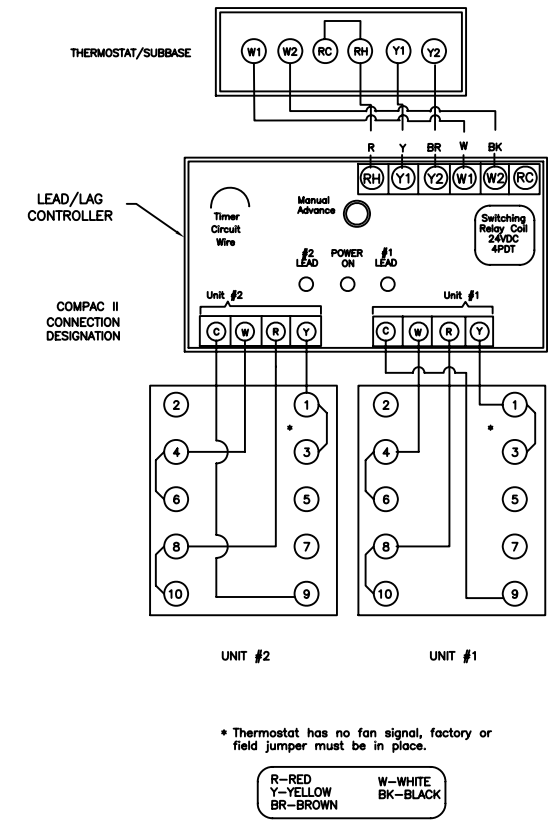 THERMOSTAT/SUBBASE
W1 W2 RC RH Y1 Y2
R Y BR W BK
RH Y1 Y2 W1 W2 RC
LEAD/LAG
CONTROLLER
Timer
Circuit
Wire
Manual
Advance
Switching
Relay Coil
24VDC
4PDT
#2
LEAD
POWER
ON
#1
LEAD
COMPAC II
CONNECTION
DESIGNATION
Unit #2
C W R Y
Unit #1
C W R Y
2 1
*
4 3
6 5
8 7
10 9
2 1
*
4 3
6 5
8 7
10 9
UNIT #2
UNIT #1
* Thermostat has no fan signal, factory or
field jumper must be in place.
R-RED
Y-YELLOW
BR-BROWN
W-WHITE
BK-BLACK